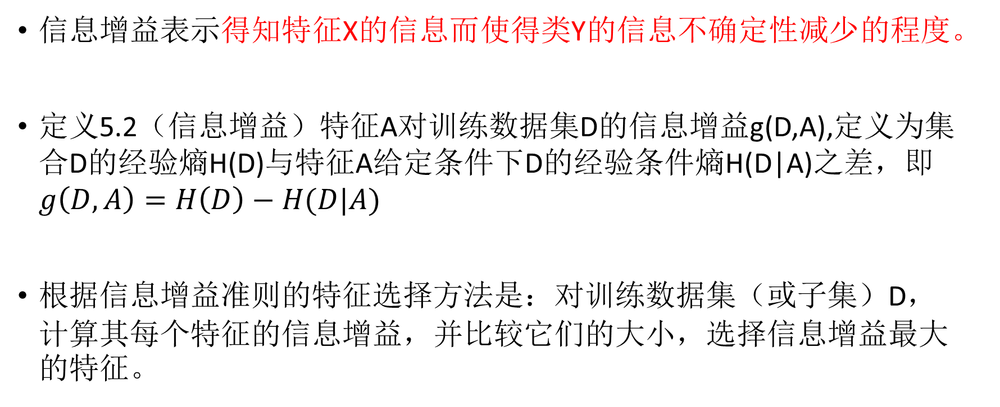 • 信息增益表示得知特征X的信息而使得类Y的信息不确定性减少的程度。
• 定义5.2（信息增益）特征A对训练数据集D的信息增益g(D,A),定义为集
合D的经验熵H(D)与特征A给定条件下D的经验条件熵H(D|A)之差，即
g(D,A) = H(D) − H(D|A)
• 根据信息增益准则的特征选择方法是：对训练数据集（或子集）D，
计算其每个特征的信息增益，并比较它们的大小，选择信息增益最大
的特征。